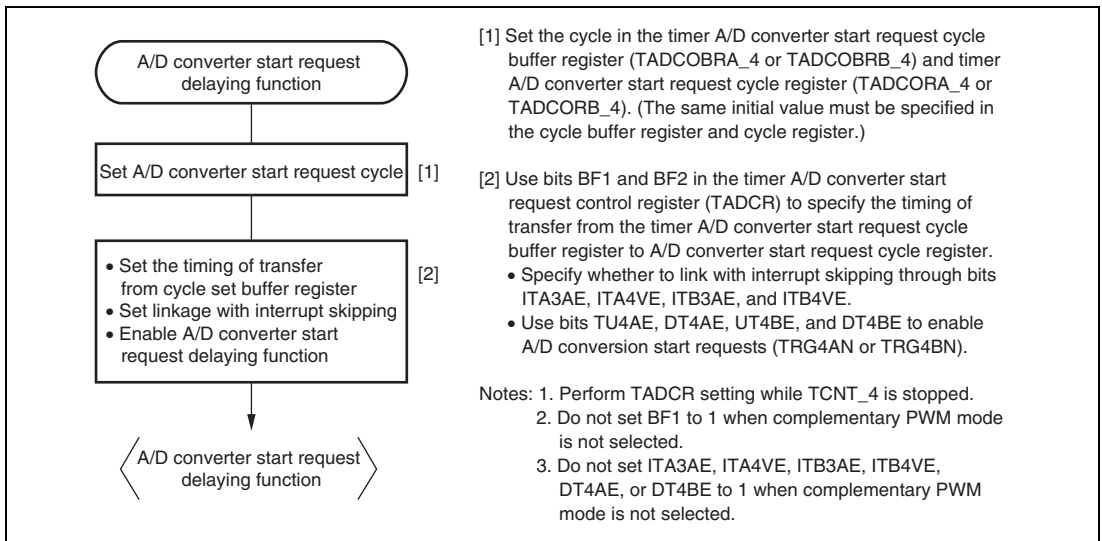 A/D converter start request
delaying function
Set A/D converter start request cycle [1]
• Set the timing of transfer
from cycle set buffer register
• Set linkage with interrupt skipping
• Enable A/D converter start
request delaying function
[2]
A/D converter start request
delaying function
[1] Set the cycle in the timer A/D converter start request cycle
buffer register (TADCOBRA_4 or TADCOBRB_4) and timer
A/D converter start request cycle register (TADCORA_4 or
TADCORB_4). (The same initial value must be specified in
the cycle buffer register and cycle register.)
[2] Use bits BF1 and BF2 in the timer A/D converter start
request control register (TADCR) to specify the timing of
transfer from the timer A/D converter start request cycle
buffer register to A/D converter start request cycle register.
• Specify whether to link with interrupt skipping through bits
ITA3AE, ITA4VE, ITB3AE, and ITB4VE.
• Use bits TU4AE, DT4AE, UT4BE, and DT4BE to enable
A/D conversion start requests (TRG4AN or TRG4BN).
Notes: 1. Perform TADCR setting while TCNT_4 is stopped.
2. Do not set BF1 to 1 when complementary PWM mode
is not selected.
3. Do not set ITA3AE, ITA4VE, ITB3AE, ITB4VE,
DT4AE, or DT4BE to 1 when complementary PWM
mode is not selected.